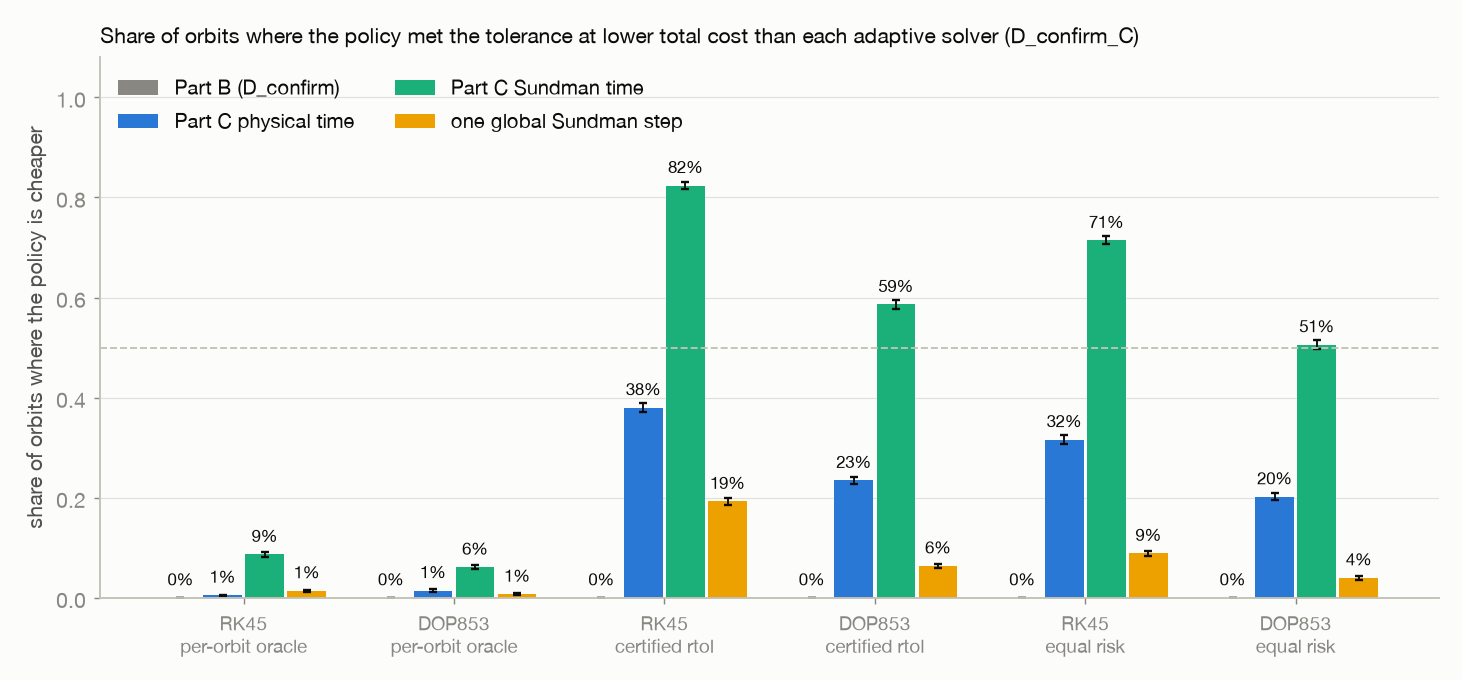 Share of orbits where the policy met the tolerance at lower total cost than each adaptive solver (D_confirm_C)
Part B (D_confirm)
Part C Sundman time
Part C physical time
one global Sundman step
share of orbits where the policy is cheaper
1.0
0.8
0.6
0.4
0.2
0.0
0% 1% 9% 1%
0% 1% 6% 1%
0% 38% 82% 19%
0% 23% 59% 6%
0% 32% 71% 9%
0% 20% 51% 4%
RK45
per-orbit oracle
DOP853
per-orbit oracle
RK45
certified rtol
DOP853
certified rtol
RK45
equal risk
DOP853
equal risk